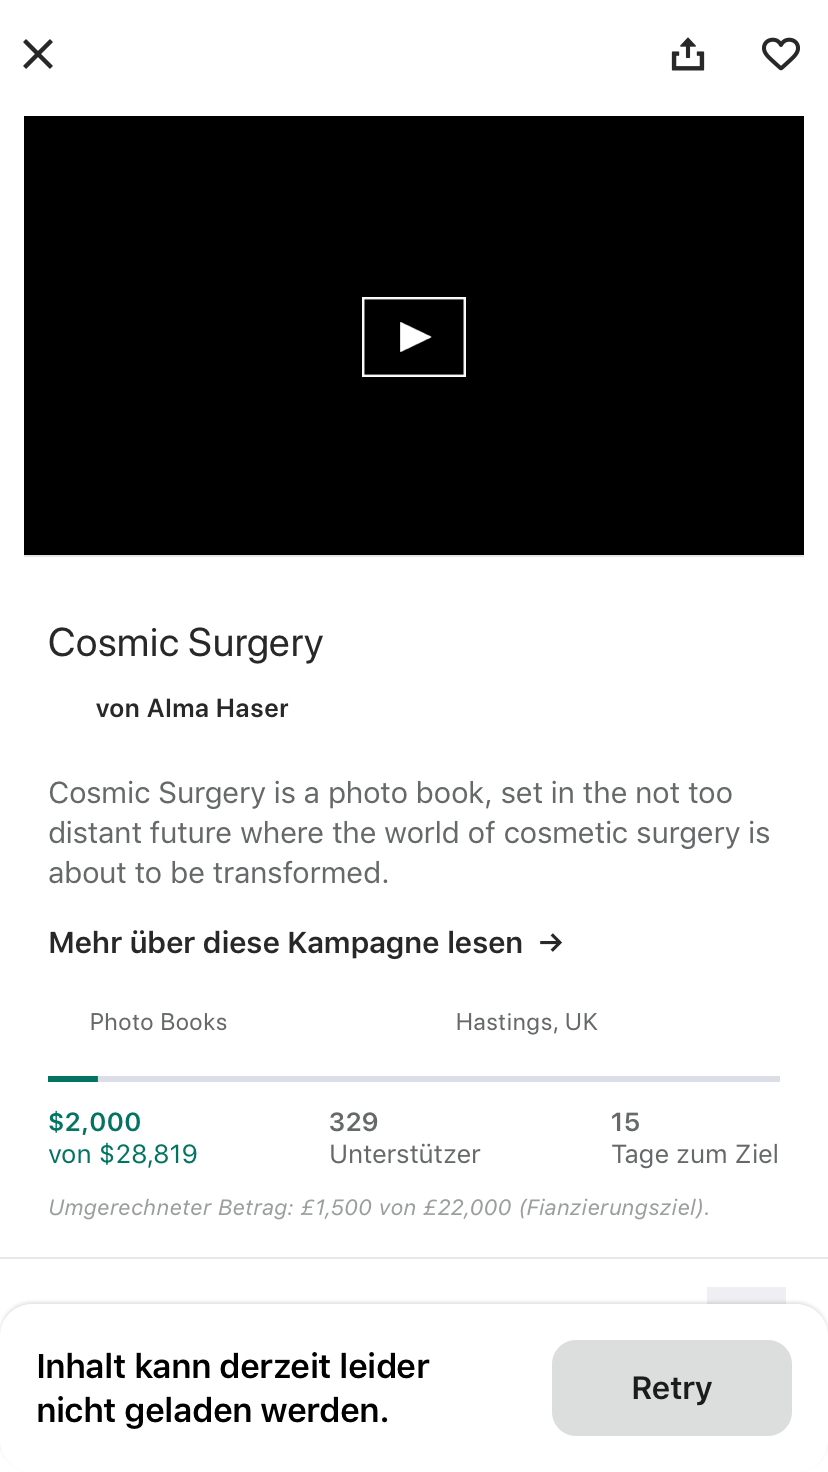 Cosmic Surgery
von Alma Haser
Cosmic Surgery is a photo book, set in the not too
distant future where the world of cosmetic surgery is
about to be transformed.
Mehr über diese Kampagne lesen →
Photo Books
Hastings, UK
$2,000
von $28,819
329
Unterstützer
15
Tage zum Ziel
Umgerechneter Betrag: £1,500 von £22,000 (Fianzierungsziel).
Inhalt kann derzeit leider
nicht geladen werden.
Retry